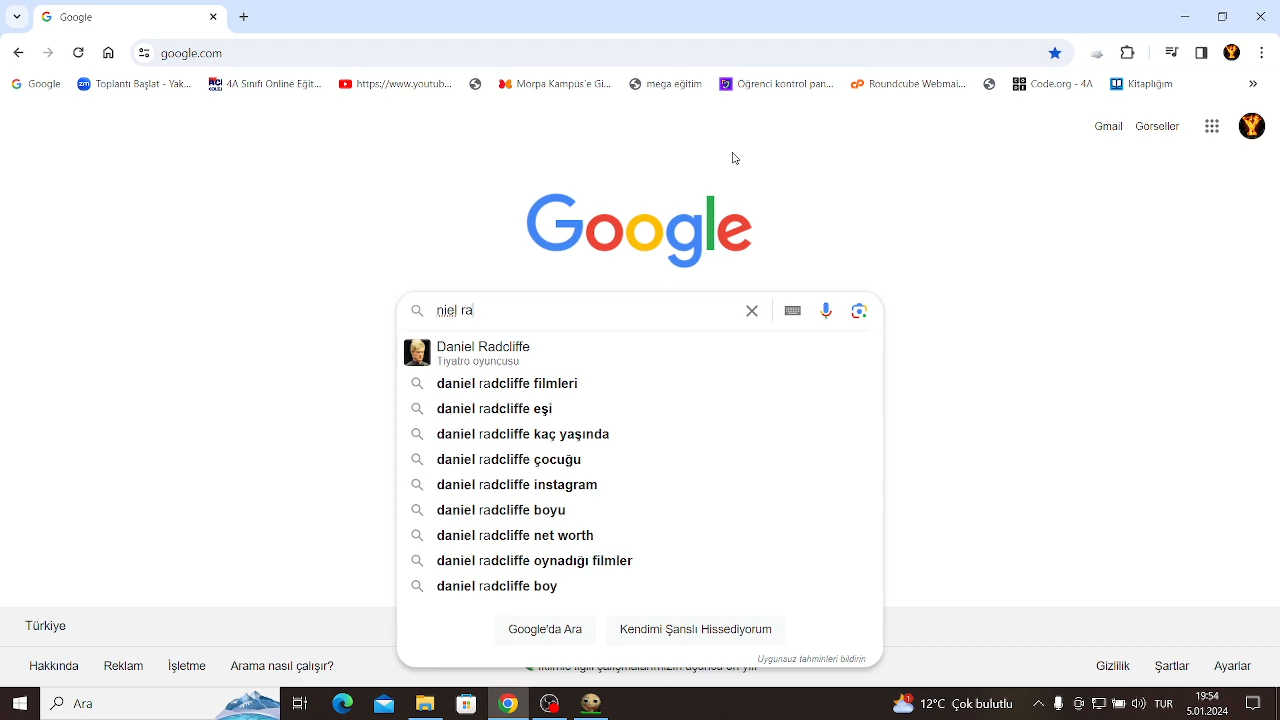 Google
google.com
Google
Toplantı Başlat - Yak...
4A Sınıfı Online Eğit...
https://www.youtub...
Morpa Kampüs'e Gi...
mega eğitim
Öğrenci kontrol pan...
Roundcube Webmai...
Code.org - 4A
Kitaplığım
Gmail Görseller
Google
niel ra
Daniel Radcliffe
Tiyatro oyuncusu
daniel radcliffe filmleri
daniel radcliffe eşi
daniel radcliffe kaç yaşında
daniel radcliffe çocuğu
daniel radcliffe instagram
daniel radcliffe boyu
daniel radcliffe net worth
daniel radcliffe oynadığı filmler
daniel radcliffe boy
Google'da Ara Kendimi Şanslı Hissediyorum
Uygunsuz tahminleri bildirin
Türkiye
Hakkında Reklam İşletme Arama nasıl çalışır?
Gizlilik Şartlar Ayarlar
Ara
12°C Çok bulutlu
TUR
19:54
5.01.2024